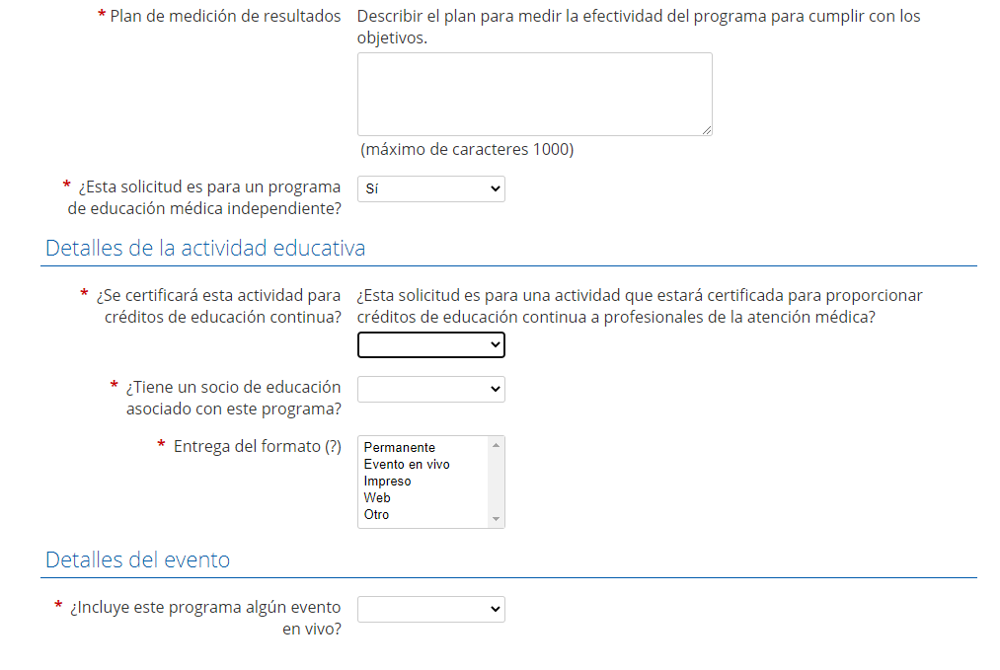 * Plan de medición de resultados
Describir el plan para medir la efectividad del programa para cumplir con los
objetivos.
(máximo de caracteres 1000)
* ¿Esta solicitud es para un programa
de educación médica independiente?
Sí
Detalles de la actividad educativa
* ¿Se certificará esta actividad para
créditos de educación continua?
¿Esta solicitud es para una actividad que estará certificada para proporcionar
créditos de educación continua a profesionales de la atención médica?
* ¿Tiene un socio de educación
asociado con este programa?
* Entrega del formato (?)
Permanente
Evento en vivo
Impreso
Web
Otro
Detalles del evento
* ¿Incluye este programa algún evento
en vivo?